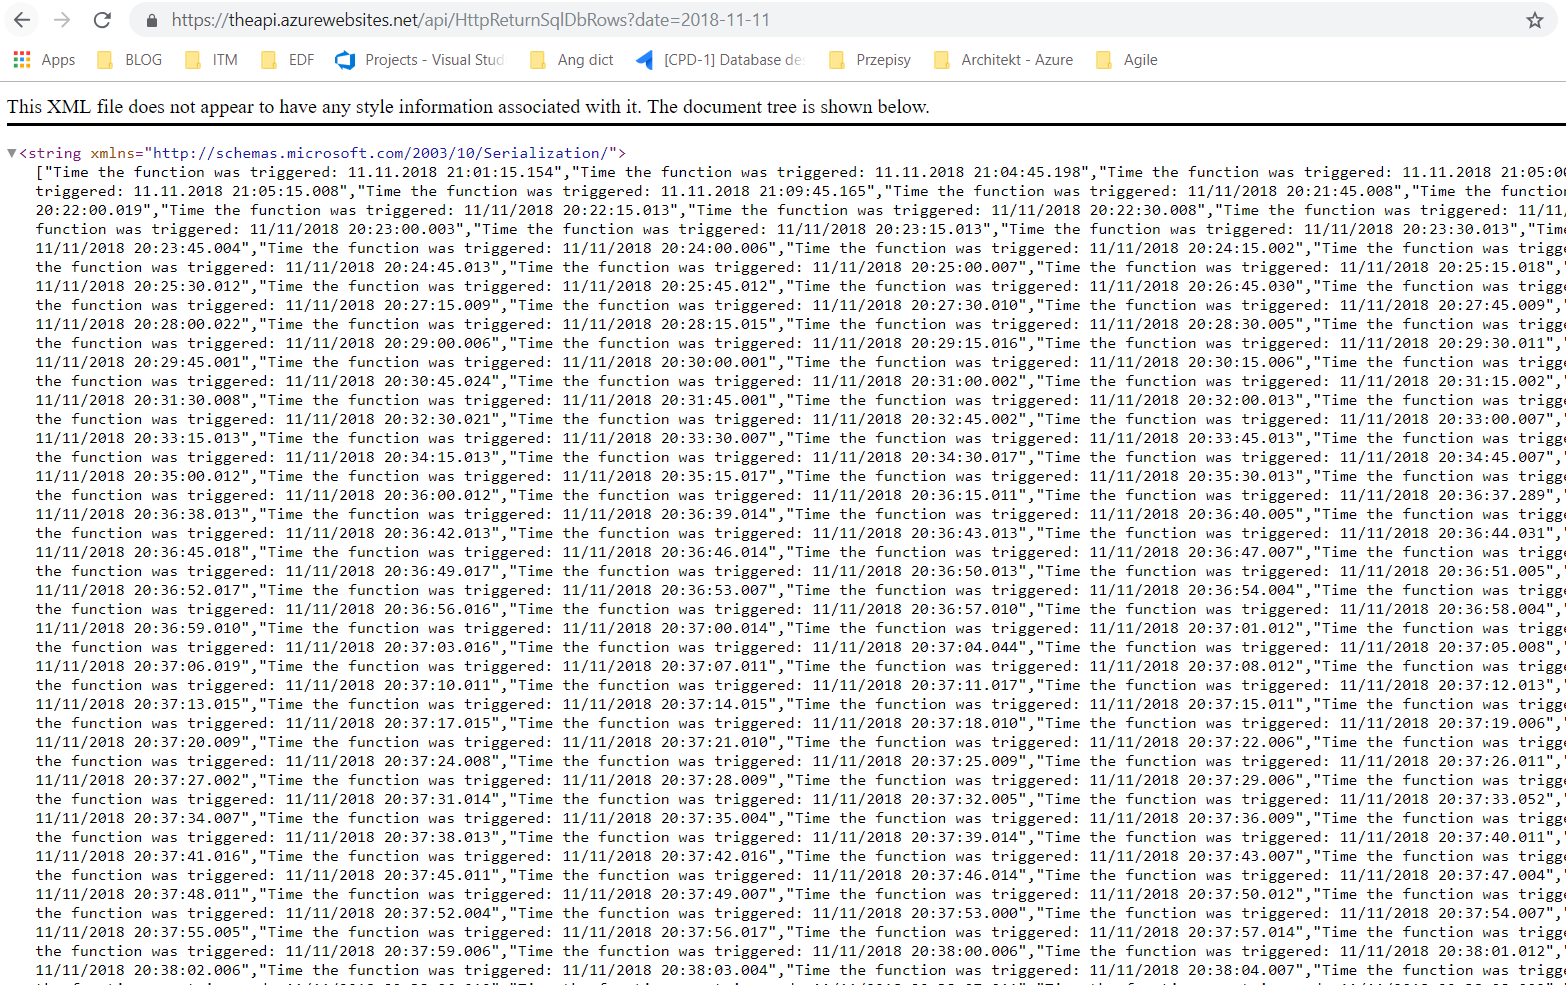 https://theapi.azurewebsites.net/api/HttpReturnSqlDbRows?date=2018-11-11
Apps BLOG ITM EDF Projects - Visual Stud Ang dict [CPD-1] Database de Przepisy Architekt - Azure Agile
This XML file does not appear to have any style information associated with it. The document tree is shown below.
<string xmlns="http://schemas.microsoft.com/2003/10/Serialization/">
["Time the function was triggered: 11.11.2018 21:01:15.154","Time the function was triggered: 11.11.2018 21:04:45.198","Time the function was triggered: 11.11.2018 21:05:00
triggered: 11.11.2018 21:05:15.008","Time the function was triggered: 11.11.2018 21:09:45.165","Time the function was triggered: 11/11/2018 20:21:45.008","Time the function
20:22:00.019","Time the function was triggered: 11/11/2018 20:22:15.013","Time the function was triggered: 11/11/2018 20:22:30.008","Time the function was triggered: 11/11/
function was triggered: 11/11/2018 20:23:00.003","Time the function was triggered: 11/11/2018 20:23:15.013","Time the function was triggered: 11/11/2018 20:23:30.013","Time
11/11/2018 20:23:45.004","Time the function was triggered: 11/11/2018 20:24:00.006","Time the function was triggered: 11/11/2018 20:24:15.002","Time the function was trigge
the function was triggered: 11/11/2018 20:24:45.013","Time the function was triggered: 11/11/2018 20:25:00.007","Time the function was triggered: 11/11/2018 20:25:15.018","
11/11/2018 20:25:30.012","Time the function was triggered: 11/11/2018 20:25:45.012","Time the function was triggered: 11/11/2018 20:26:45.030","Time the function was trigge
the function was triggered: 11/11/2018 20:27:15.009","Time the function was triggered: 11/11/2018 20:27:30.010","Time the function was triggered: 11/11/2018 20:27:45.009","
11/11/2018 20:28:00.022","Time the function was triggered: 11/11/2018 20:28:15.015","Time the function was triggered: 11/11/2018 20:28:30.005","Time the function was trigge
the function was triggered: 11/11/2018 20:29:00.006","Time the function was triggered: 11/11/2018 20:29:15.016","Time the function was triggered: 11/11/2018 20:29:30.011","
11/11/2018 20:29:45.001","Time the function was triggered: 11/11/2018 20:30:00.001","Time the function was triggered: 11/11/2018 20:30:15.006","Time the function was trigge
the function was triggered: 11/11/2018 20:30:45.024","Time the function was triggered: 11/11/2018 20:31:00.002","Time the function was triggered: 11/11/2018 20:31:15.002","
11/11/2018 20:31:30.008","Time the function was triggered: 11/11/2018 20:31:45.001","Time the function was triggered: 11/11/2018 20:32:00.013","Time the function was trigge
the function was triggered: 11/11/2018 20:32:30.021","Time the function was triggered: 11/11/2018 20:32:45.002","Time the function was triggered: 11/11/2018 20:33:00.007","
11/11/2018 20:33:15.013","Time the function was triggered: 11/11/2018 20:33:30.007","Time the function was triggered: 11/11/2018 20:33:45.013","Time the function was trigge
the function was triggered: 11/11/2018 20:34:15.013","Time the function was triggered: 11/11/2018 20:34:30.017","Time the function was triggered: 11/11/2018 20:34:45.007","
11/11/2018 20:35:00.012","Time the function was triggered: 11/11/2018 20:35:15.017","Time the function was triggered: 11/11/2018 20:35:30.013","Time the function was trigge
the function was triggered: 11/11/2018 20:36:00.012","Time the function was triggered: 11/11/2018 20:36:15.011","Time the function was triggered: 11/11/2018 20:36:37.289","
11/11/2018 20:36:38.013","Time the function was triggered: 11/11/2018 20:36:39.014","Time the function was triggered: 11/11/2018 20:36:40.005","Time the function was trigge
the function was triggered: 11/11/2018 20:36:42.013","Time the function was triggered: 11/11/2018 20:36:43.013","Time the function was triggered: 11/11/2018 20:36:44.031","
11/11/2018 20:36:45.018","Time the function was triggered: 11/11/2018 20:36:46.014","Time the function was triggered: 11/11/2018 20:36:47.007","Time the function was trigge
the function was triggered: 11/11/2018 20:36:49.017","Time the function was triggered: 11/11/2018 20:36:50.013","Time the function was triggered: 11/11/2018 20:36:51.005","
11/11/2018 20:36:52.017","Time the function was triggered: 11/11/2018 20:36:53.007","Time the function was triggered: 11/11/2018 20:36:54.004","Time the function was trigge
the function was triggered: 11/11/2018 20:36:56.016","Time the function was triggered: 11/11/2018 20:36:57.010","Time the function was triggered: 11/11/2018 20:36:58.004","
11/11/2018 20:36:59.010","Time the function was triggered: 11/11/2018 20:37:00.014","Time the function was triggered: 11/11/2018 20:37:01.012","Time the function was trigge
the function was triggered: 11/11/2018 20:37:03.016","Time the function was triggered: 11/11/2018 20:37:04.044","Time the function was triggered: 11/11/2018 20:37:05.008","
11/11/2018 20:37:06.019","Time the function was triggered: 11/11/2018 20:37:07.011","Time the function was triggered: 11/11/2018 20:37:08.012","Time the function was trigge
the function was triggered: 11/11/2018 20:37:10.011","Time the function was triggered: 11/11/2018 20:37:11.017","Time the function was triggered: 11/11/2018 20:37:12.013","
11/11/2018 20:37:13.015","Time the function was triggered: 11/11/2018 20:37:14.015","Time the function was triggered: 11/11/2018 20:37:15.011","Time the function was trigge
the function was triggered: 11/11/2018 20:37:17.015","Time the function was triggered: 11/11/2018 20:37:18.010","Time the function was triggered: 11/11/2018 20:37:19.006","
11/11/2018 20:37:20.009","Time the function was triggered: 11/11/2018 20:37:21.010","Time the function was triggered: 11/11/2018 20:37:22.006","Time the function was trigge
the function was triggered: 11/11/2018 20:37:24.008","Time the function was triggered: 11/11/2018 20:37:25.009","Time the function was triggered: 11/11/2018 20:37:26.011","
11/11/2018 20:37:27.002","Time the function was triggered: 11/11/2018 20:37:28.009","Time the function was triggered: 11/11/2018 20:37:29.006","Time the function was trigge
the function was triggered: 11/11/2018 20:37:31.014","Time the function was triggered: 11/11/2018 20:37:32.005","Time the function was triggered: 11/11/2018 20:37:33.052","
11/11/2018 20:37:34.007","Time the function was triggered: 11/11/2018 20:37:35.004","Time the function was triggered: 11/11/2018 20:37:36.009","Time the function was trigge
the function was triggered: 11/11/2018 20:37:38.013","Time the function was triggered: 11/11/2018 20:37:39.014","Time the function was triggered: 11/11/2018 20:37:40.011","
11/11/2018 20:37:41.016","Time the function was triggered: 11/11/2018 20:37:42.016","Time the function was triggered: 11/11/2018 20:37:43.007","Time the function was trigge
the function was triggered: 11/11/2018 20:37:45.011","Time the function was triggered: 11/11/2018 20:37:46.014","Time the function was triggered: 11/11/2018 20:37:47.004","
11/11/2018 20:37:48.011","Time the function was triggered: 11/11/2018 20:37:49.007","Time the function was triggered: 11/11/2018 20:37:50.012","Time the function was trigge
the function was triggered: 11/11/2018 20:37:52.004","Time the function was triggered: 11/11/2018 20:37:53.000","Time the function was triggered: 11/11/2018 20:37:54.007","
11/11/2018 20:37:55.005","Time the function was triggered: 11/11/2018 20:37:56.017","Time the function was triggered: 11/11/2018 20:37:57.014","Time the function was trigge
the function was triggered: 11/11/2018 20:37:59.006","Time the function was triggered: 11/11/2018 20:38:00.006","Time the function was triggered: 11/11/2018 20:38:01.012","
11/11/2018 20:38:02.006","Time the function was triggered: 11/11/2018 20:38:03.004","Time the function was triggered: 11/11/2018 20:38:04.007","Time the function was trigge